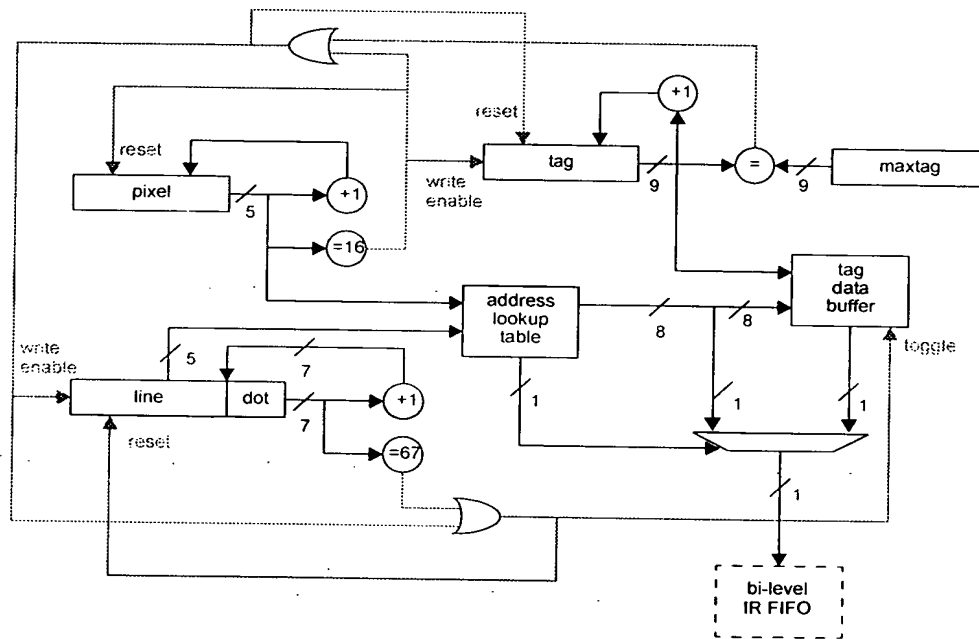 reset
+1
reset
tag
=
maxtag
pixel
+1
write
enable
9
9
5
=16
address
lookup
table
tag
data
buffer
8
8
write
enable
5
7
toggle
line
dot
+1
1
1
1
reset
7
=67
1
bi-level
IR FIFO